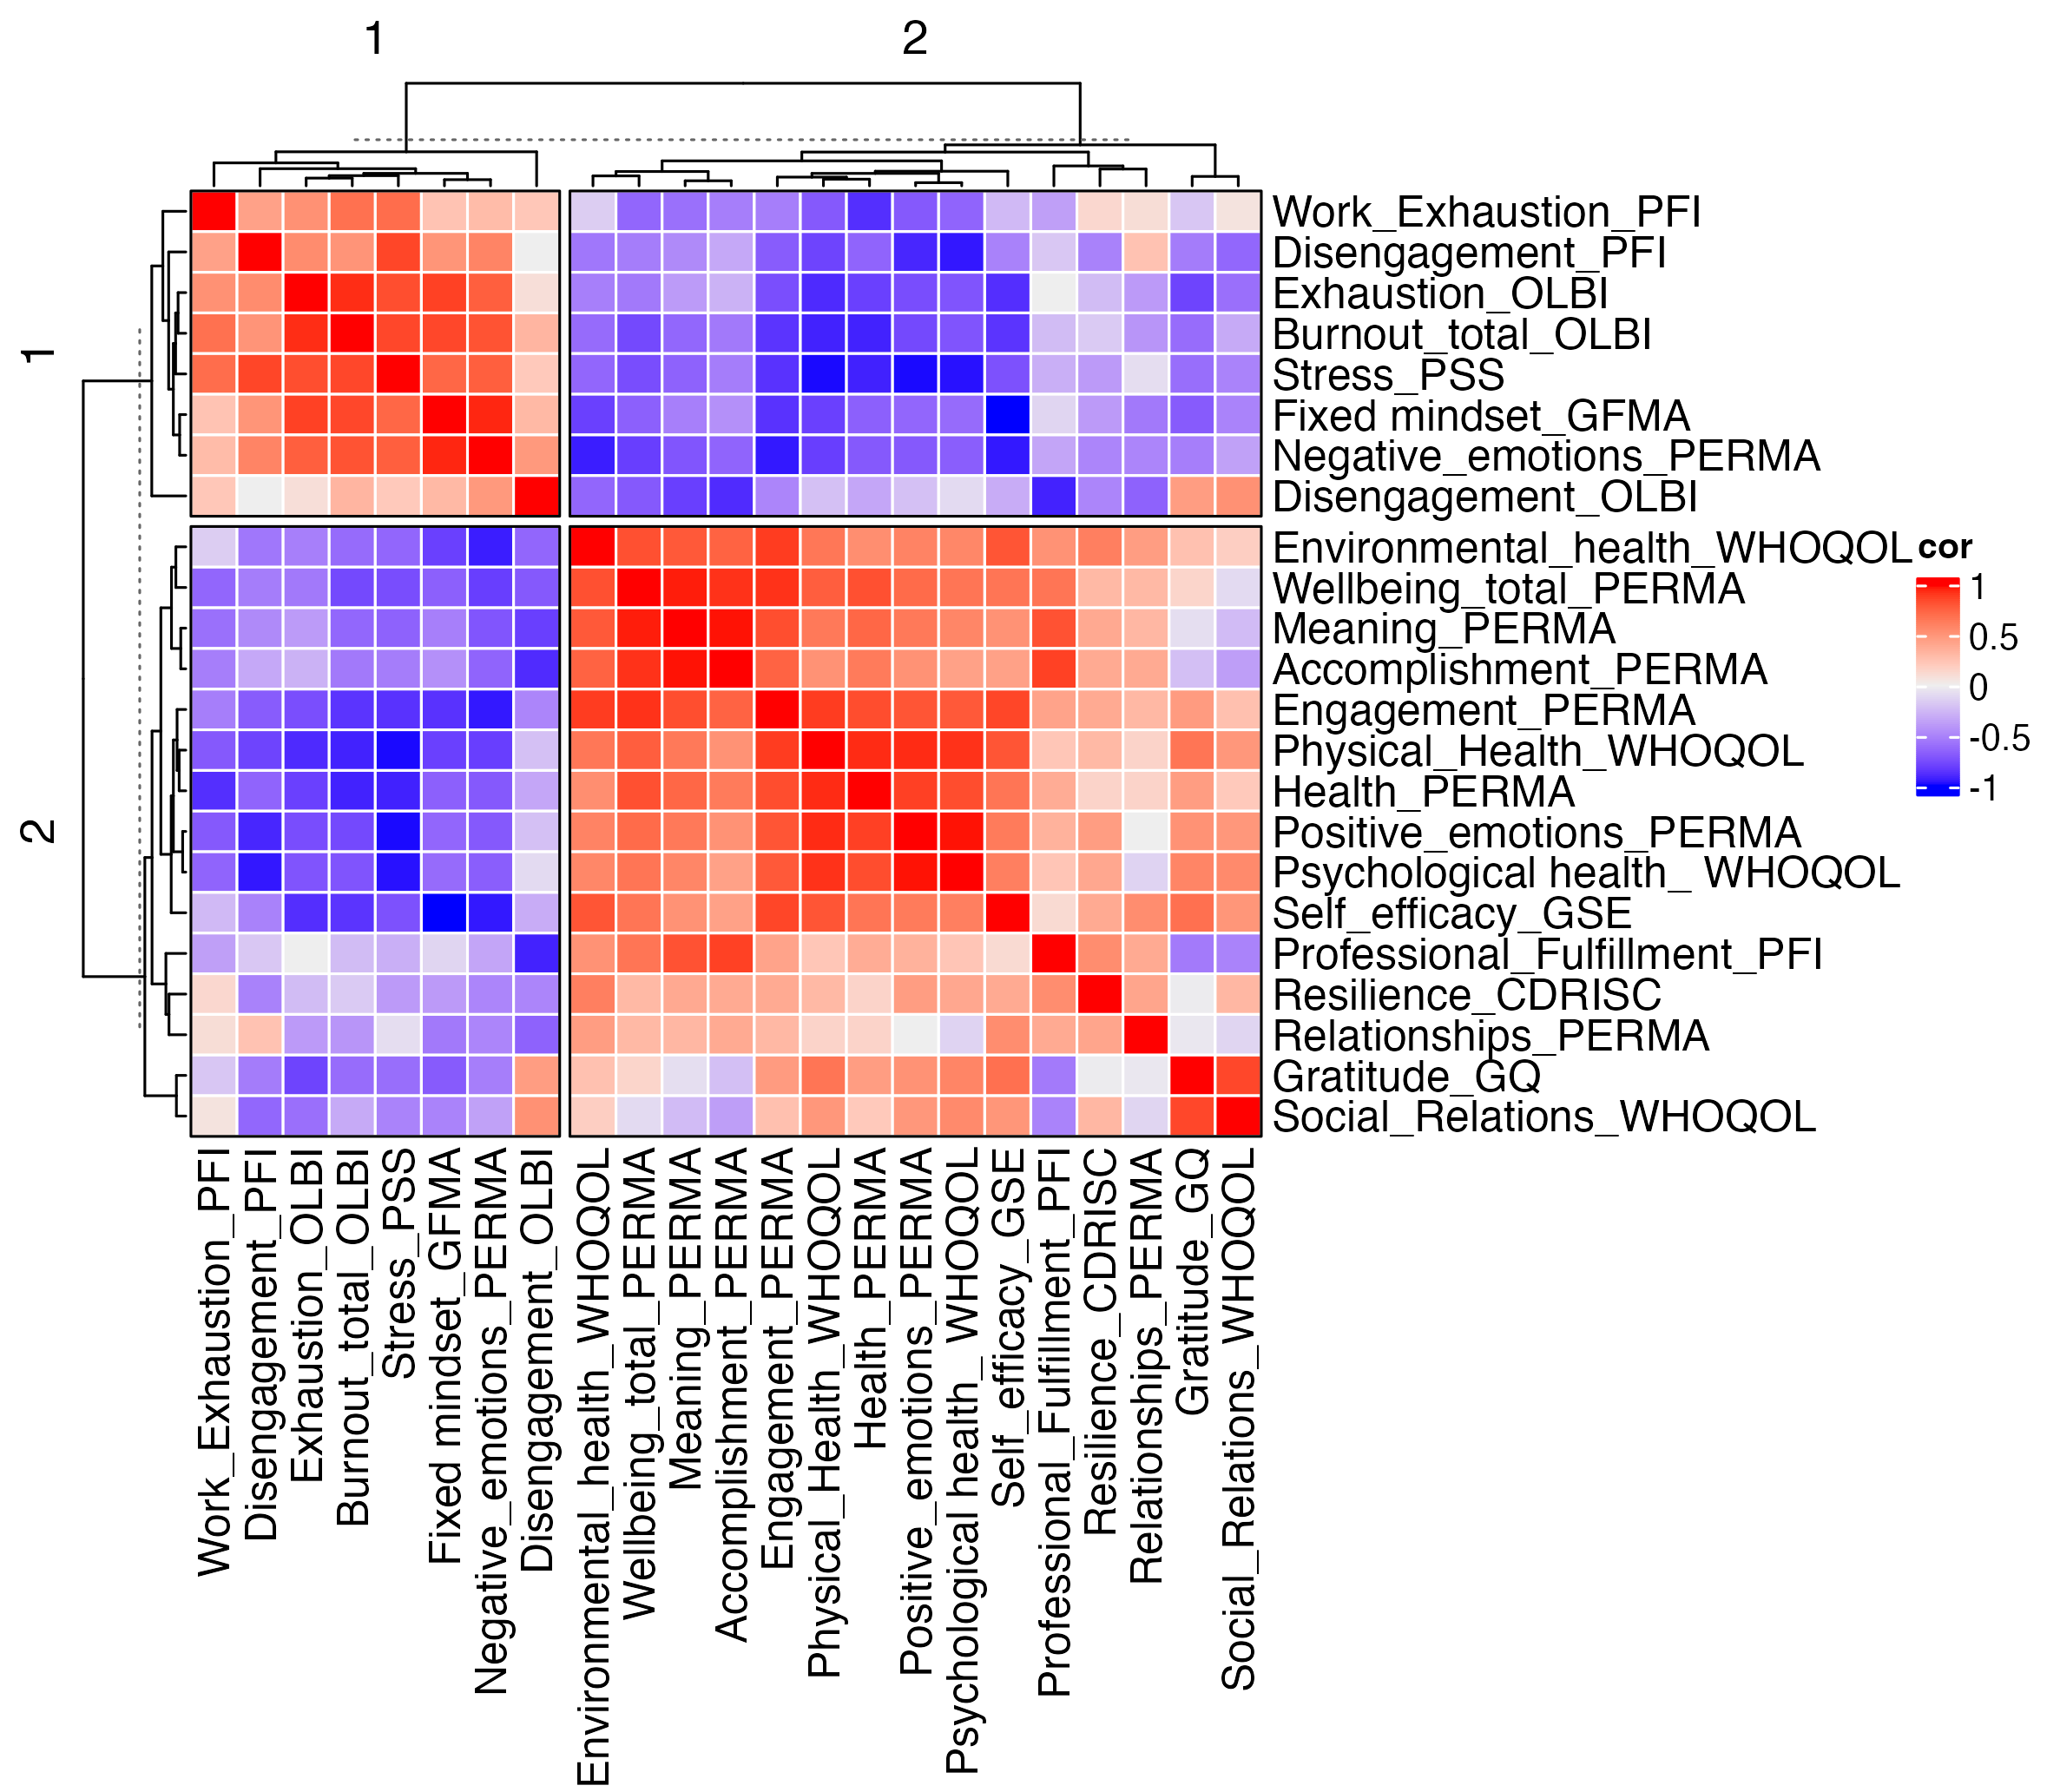 1
2
1
2
Work_Exhaustion_PFI
Disengagement_PFI
Exhaustion_OLBI
Burnout_total_OLBI
Stress_PSS
Fixed mindset_GFMA
Negative_emotions_PERMA
Disengagement_OLBI
Environmental_health_WHOQOL
Wellbeing_total_PERMA
Meaning_PERMA
Accomplishment_PERMA
Engagement_PERMA
Physical_Health_WHOQOL
Health_PERMA
Positive_emotions_PERMA
Psychological health_ WHOQOL
Self_efficacy_GSE
Professional_Fulfillment_PFI
Resilience_CDRISC
Relationships_PERMA
Gratitude_GQ
Social_Relations_WHOQOL
cor
1
0.5
0
-0.5
-1
Work_Exhaustion_PFI
Disengagement_PFI
Exhaustion_OLBI
Burnout_total_OLBI
Stress_PSS
Fixed mindset_GFMA
Negative_emotions_PERMA
Disengagement_OLBI
Environmental_health_WHOQOL
Wellbeing_total_PERMA
Meaning_PERMA
Accomplishment_PERMA
Engagement_PERMA
Physical_Health_WHOQOL
Health_PERMA
Positive_emotions_PERMA
Psychological health_ WHOQOL
Self_efficacy_GSE
Professional_Fulfillment_PFI
Resilience_CDRISC
Relationships_PERMA
Gratitude_GQ
Social_Relations_WHOQOL